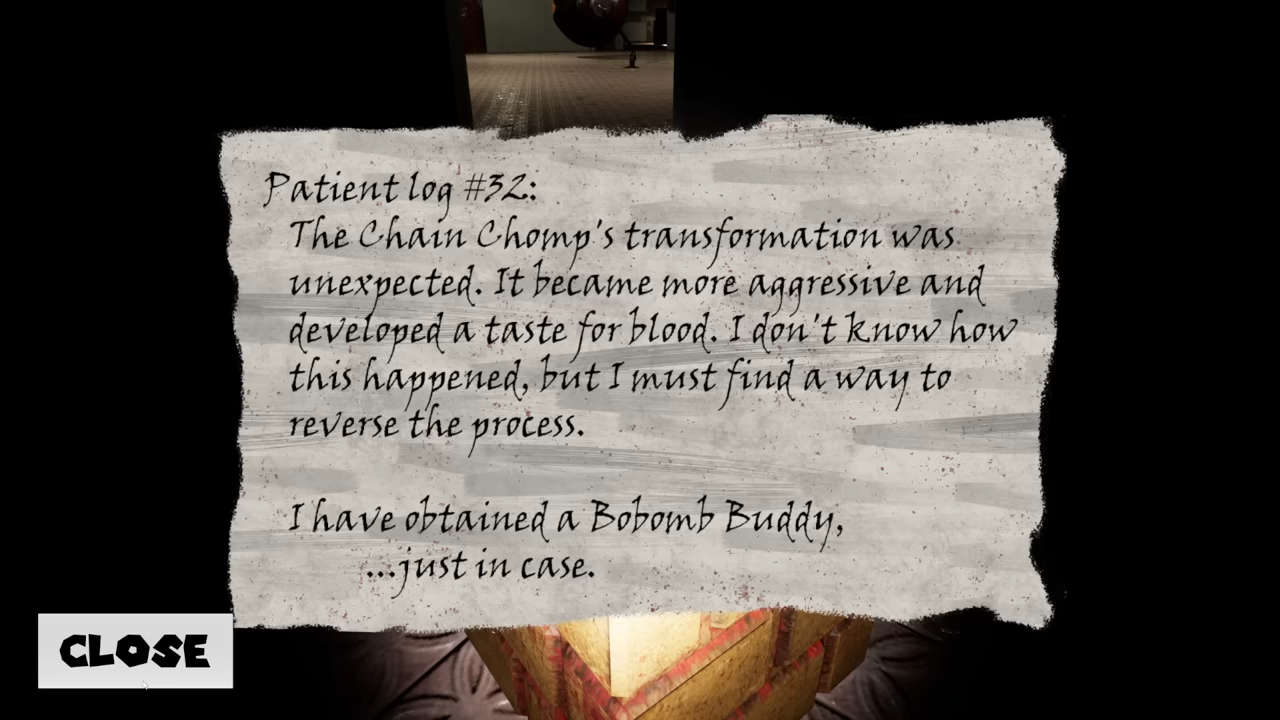 Patient log #32:
The Chain Chomp's transformation was
unexpected. It became more aggressive and
developed a taste for blood. I don't know how
this happened, but I must find a way to
reverse the process.
I have obtained a Bobomb Buddy,
...just in case.
CLOSE